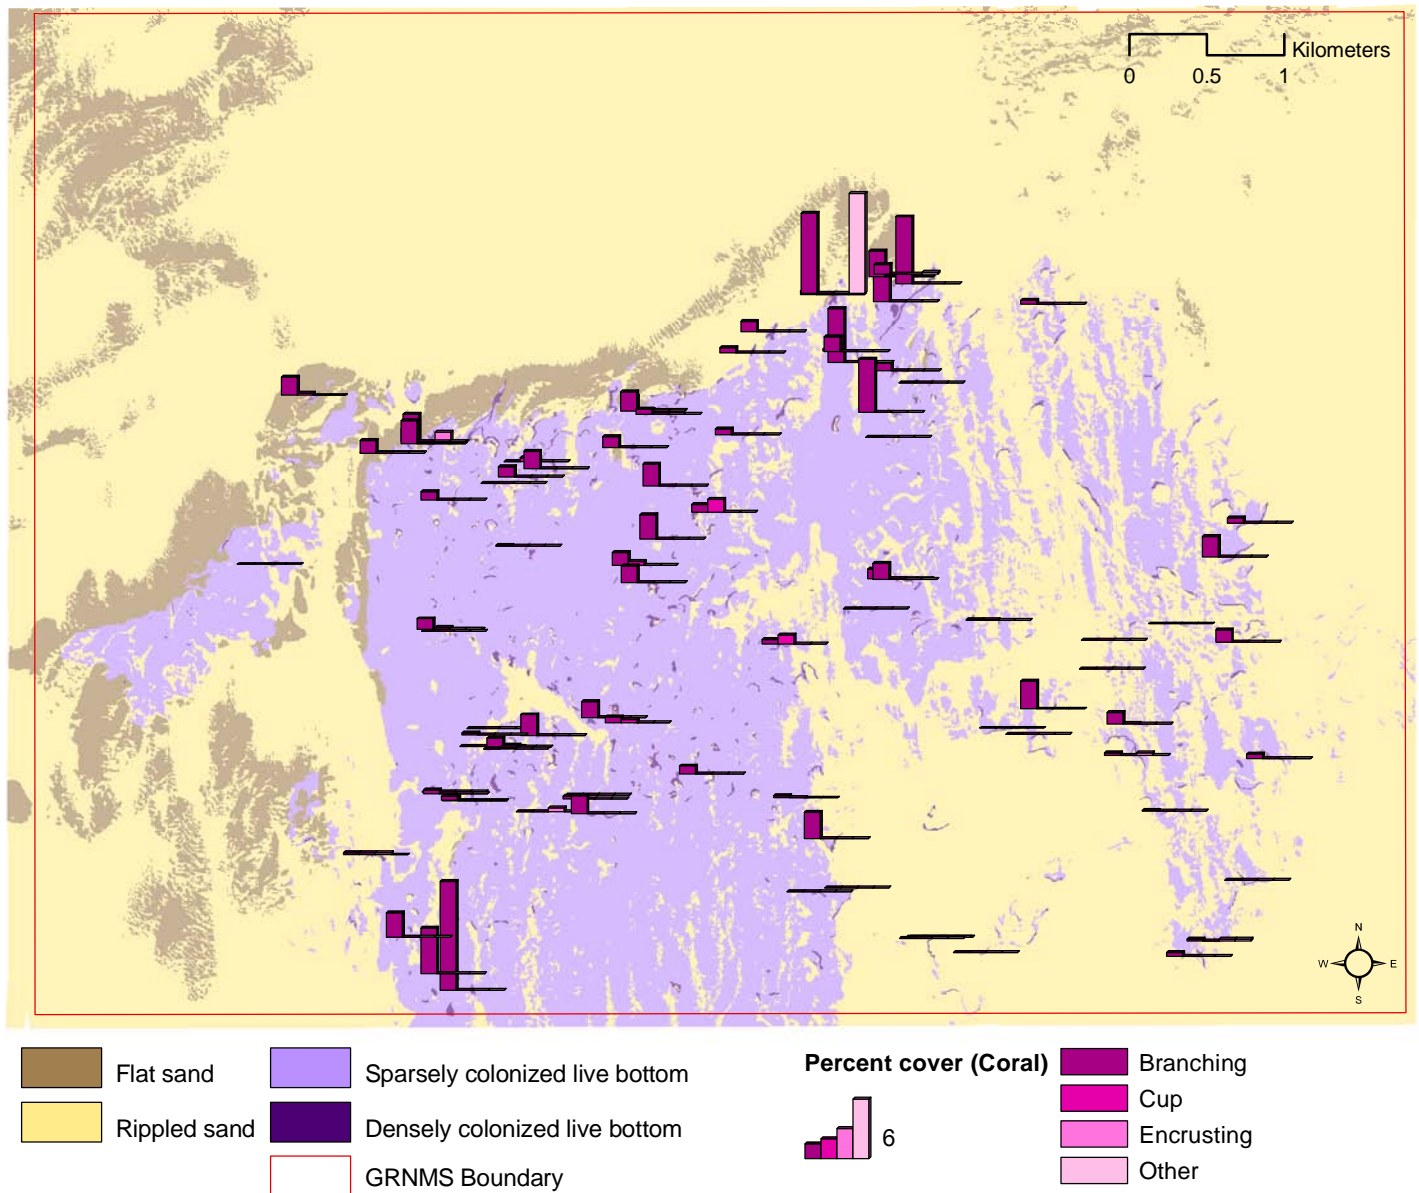 Kilometers
0 0.5 1
N
W E
S
Flat sand
Rippled sand
Sparsely colonized live bottom
Densely colonized live bottom
GRNMS Boundary
Percent cover (Coral)
6
Branching
Cup
Encrusting
Other